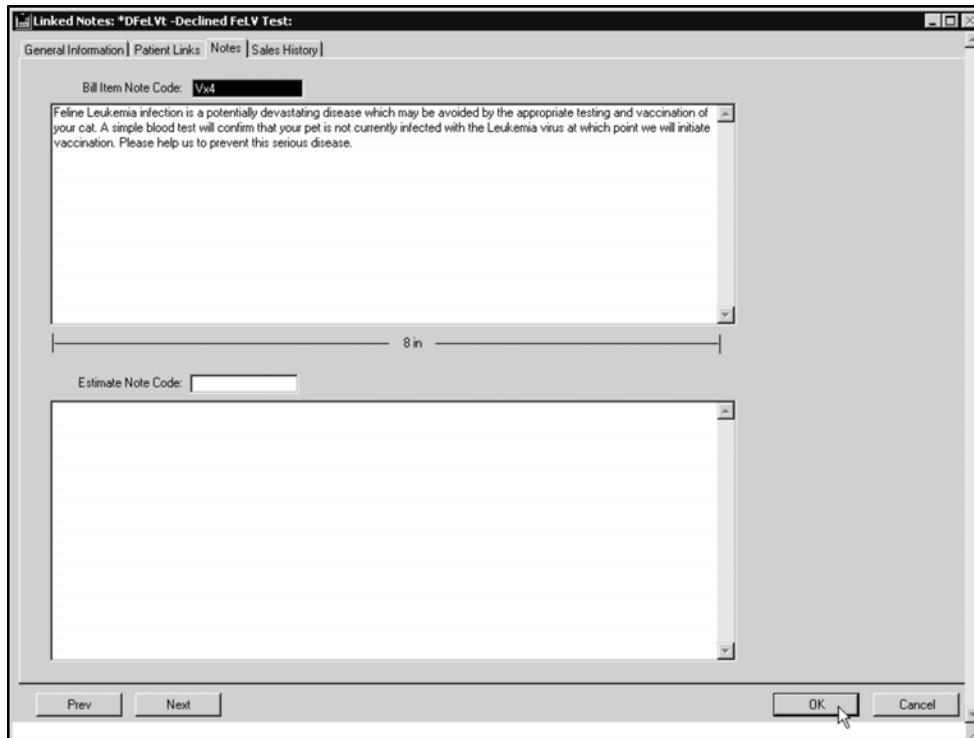 Linked Notes: *DFeLVt -Declined FeLV Test:
General Information Patient Links Notes Sales History
Bill Item Note Code: Vx4
Feline Leukemia infection is a potentially devastating disease which may be avoided by the appropriate testing and vaccination of
your cat. A simple blood test will confirm that your pet is not currently infected with the Leukemia virus at which point we will initiate
vaccination. Please help us to prevent this serious disease.
8 in
Estimate Note Code:
Prev Next OK Cancel